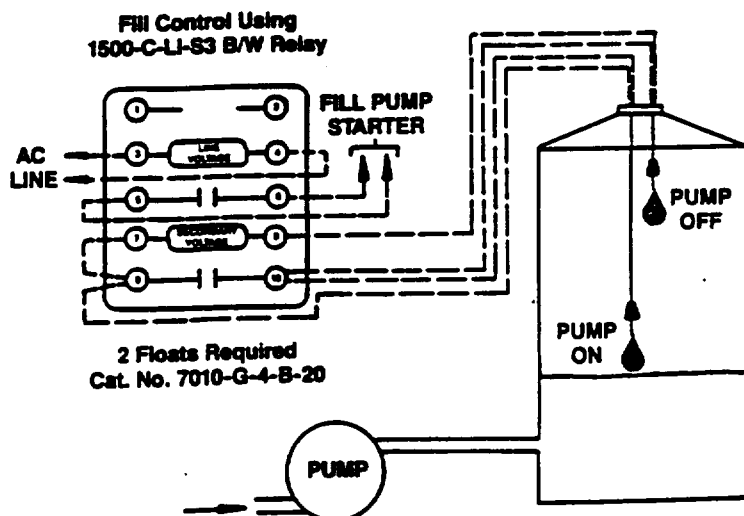 Fill Control Using
1500-C-LI-S3 B/W Relay
1 2
FILL PUMP
STARTER
AC
LINE
3 LINE
VOLTAGE 4
5 6
7 SECONDARY
VOLTAGE 8
9 10
PUMP
OFF
PUMP
ON
2 Floats Required
Cat. No. 7010-G-4-B-20
PUMP